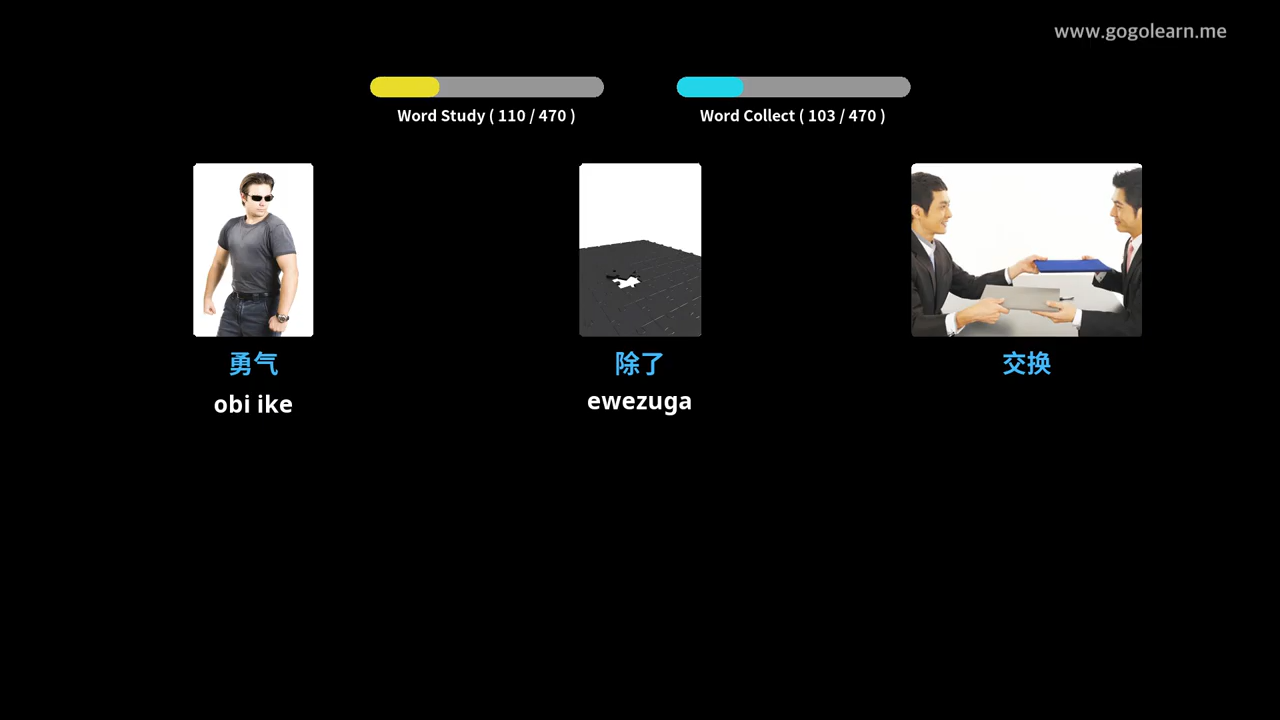 www.gogolearn.me
Word Study ( 110 / 470 )
Word Collect ( 103 / 470 )
勇气
除了
交换
obi ike
ewezuga